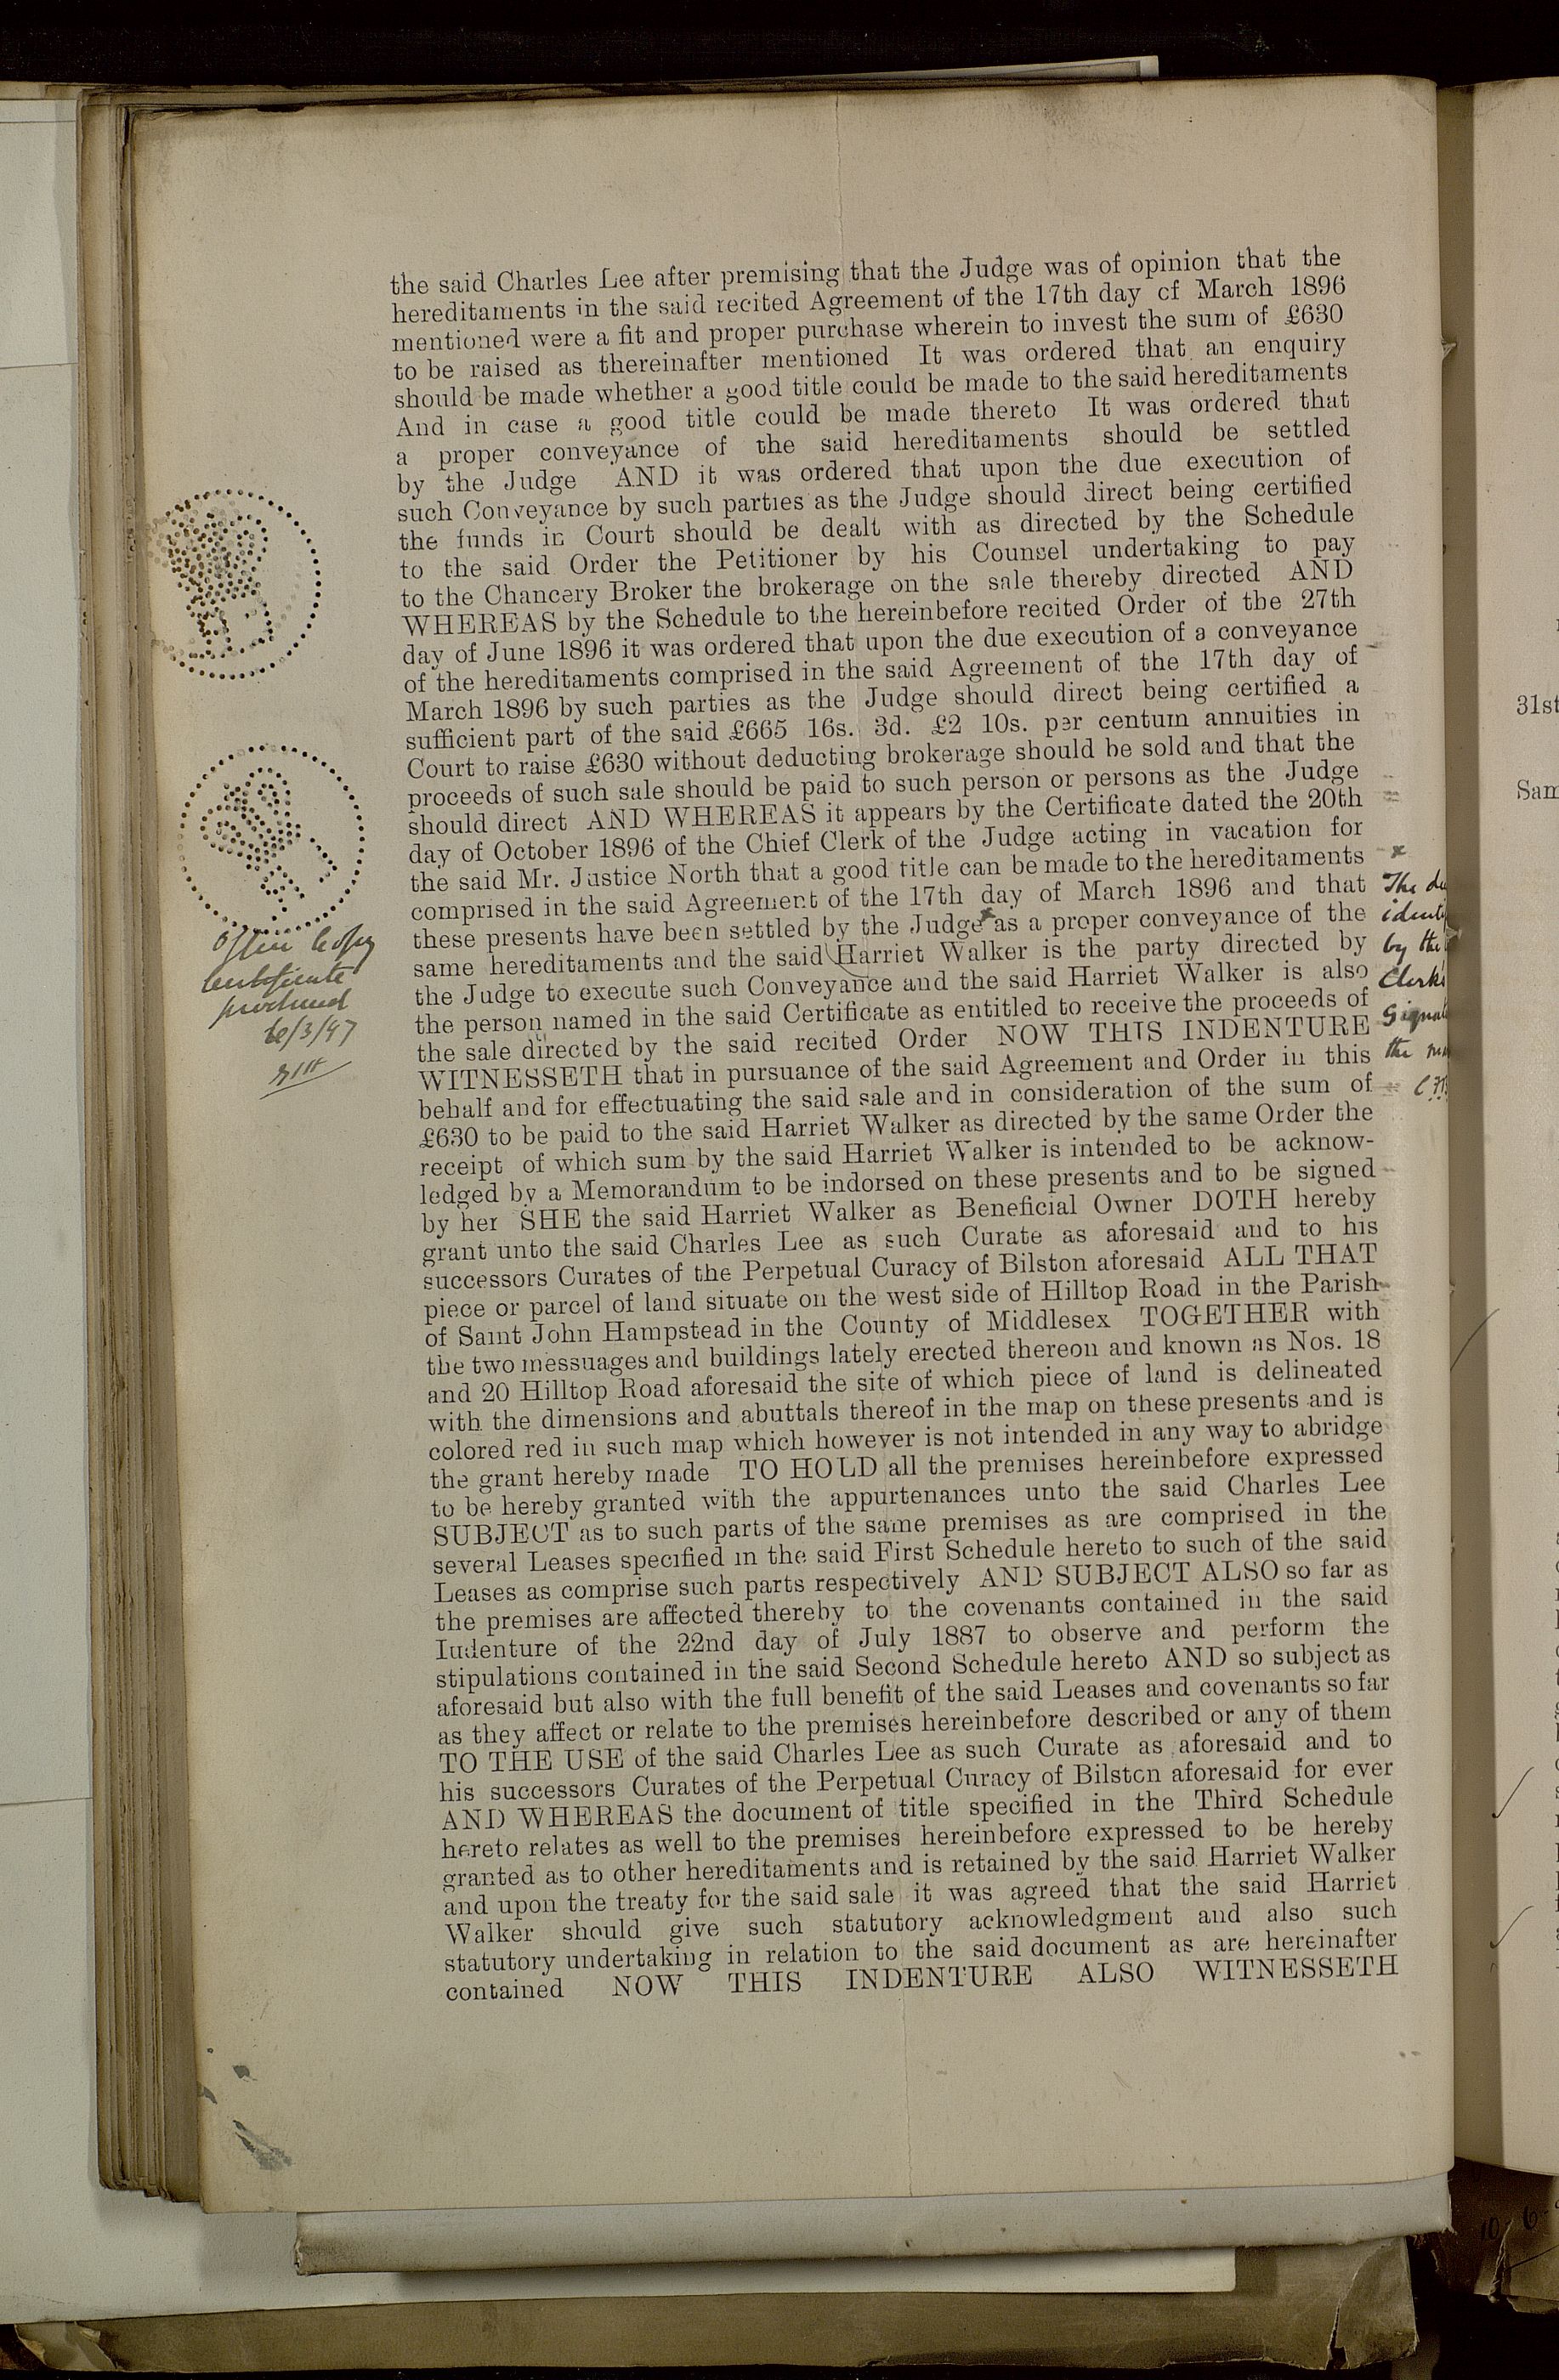 the said Charles Lee after premising that the Judge was of opinion that the
hereditaments in the said recited Agreement of the 17th day of March 1896
mentioned were a fit and proper purchase wherein to invest the sum of £630
to be raised as thereinafter mentioned It was ordered that an enquiry
should be made whether a good title could be made to the said hereditaments
And in case a good title could be made thereto It was ordered that
a proper conveyance of the said hereditaments should be settled
by the Judge AND it was ordered that upon the due execution of
such Conveyance by such parties as the Judge should direct being certified
the funds in Court should be dealt with as directed by the Schedule
to the said Order the Petitioner by his Counsel undertaking to pay
to the Chancery Broker the brokerage on the sale thereby directed AND
WHEREAS by the Schedule to the hereinbefore recited Order of the 27th
day of June 1896 it was ordered that upon the due execution of a conveyance
of the hereditaments comprised in the said Agreement of the 17th day of
March 1896 by such parties as the Judge should direct being certified a
sufficient part of the said £665 16s. 3d. £2 10s. per centum annuities in
Court to raise £630 without deducting brokerage should be sold and that the
proceeds of such sale should be paid to such person or persons as the Judge
should direct AND WHEREAS it appears by the Certificate dated the 20th
day of October 1896 of the Chief Clerk of the Judge acting in vacation for
the said Mr. Justice North that a good title can be made to the hereditaments
comprised in the said Agreement of the 17th day of March 1896 and that
these presents have been settled by the Judge as a proper conveyance of the
same hereditaments and the said Harriet Walker is the party directed by
the Judge to execute such Conveyance and the said Harriet Walker is also
the person named in the said Certificate as entitled to receive the proceeds of
the sale directed by the said recited Order NOW THIS INDENTURE
WITNESSETH that in pursuance of the said Agreement and Order in this
behalf and for effectuating the said sale and in consideration of the sum of
£630 to be paid to the said Harriet Walker as directed by the same Order the
receipt of which sum by the said Harriet Walker is intended to be acknow-
ledged by a Memorandum to be indorsed on these presents and to be signed
by her SHE the said Harriet Walker as Beneficial Owner DOTH hereby
grant unto the said Charles Lee as such Curate as aforesaid and to his
successors Curates of the Perpetual Curacy of Bilston aforesaid ALL THAT
piece or parcel of land situate on the west side of Hilltop Road in the Parish
of Saint John Hampstead in the County of Middlesex TOGETHER with
the two messuages and buildings lately erected thereon and known as Nos. 18
and 20 Hilltop Road aforesaid the site of which piece of land is delineated
with the dimensions and abuttals thereof in the map on these presents and is
colored red in such map which however is not intended in any way to abridge
the grant hereby made TO HOLD all the premises hereinbefore expressed
to be hereby granted with the appurtenances unto the said Charles Lee
SUBJECT as to such parts of the same premises as are comprised in the
several Leases specified in the said First Schedule hereto to such of the said
Leases as comprise such parts respectively AND SUBJECT ALSO so far as
the premises are affected thereby to the covenants contained in the said
Indenture of the 22nd day of July 1887 to observe and perform the
stipulations contained in the said Second Schedule hereto AND so subject as
aforesaid but also with the full benefit of the said Leases and covenants so far
as they affect or relate to the premises hereinbefore described or any of them
TO THE USE of the said Charles Lee as such Curate as aforesaid and to
his successors Curates of the Perpetual Curacy of Bilston aforesaid for ever
AND WHEREAS the document of title specified in the Third Schedule
hereto relates as well to the premises hereinbefore expressed to be hereby
granted as to other hereditaments and is retained by the said Harriet Walker
and upon the treaty for the said sale it was agreed that the said Harriet
Walker should give such statutory acknowledgment and also such
statutory undertaking in relation to the said document as are hereinafter
contained NOW THIS INDENTURE ALSO WITNESSETH
Office Copy
Certificate
produced
The
by the
Clerk's
the
31st